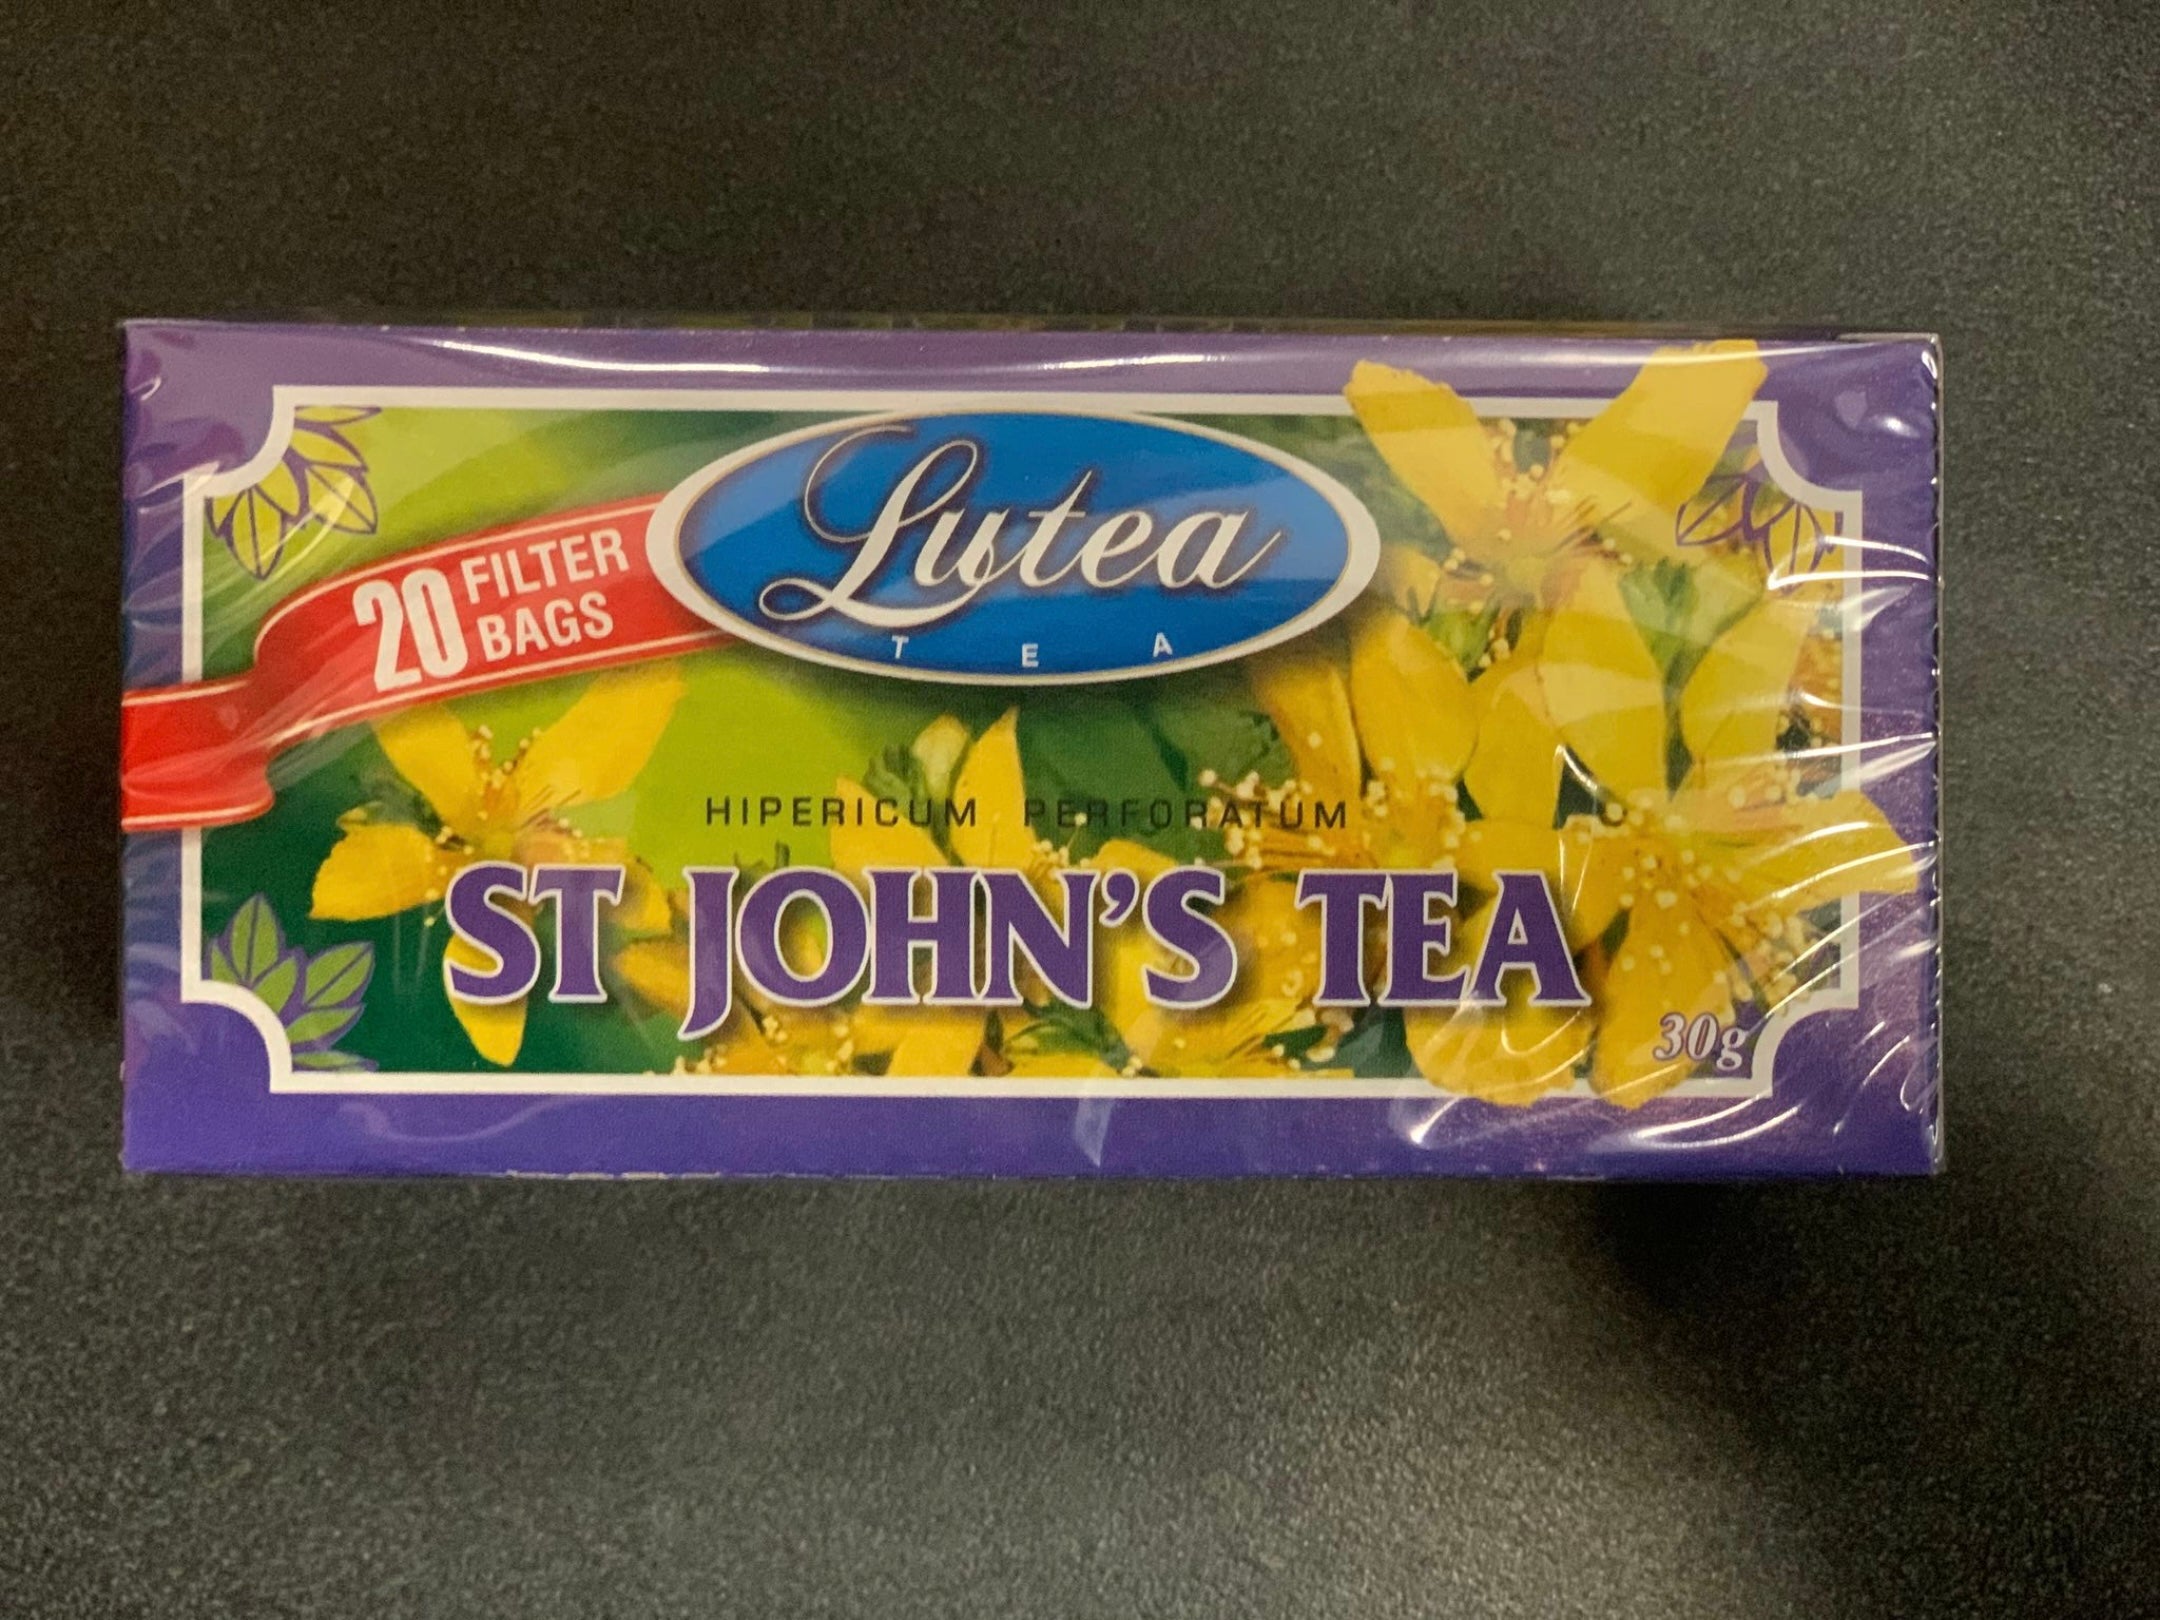 Lutea
TEA
20 FILTER
BAGS
HIPERICUM PERFORATUM
ST JOHN'S TEA
30g